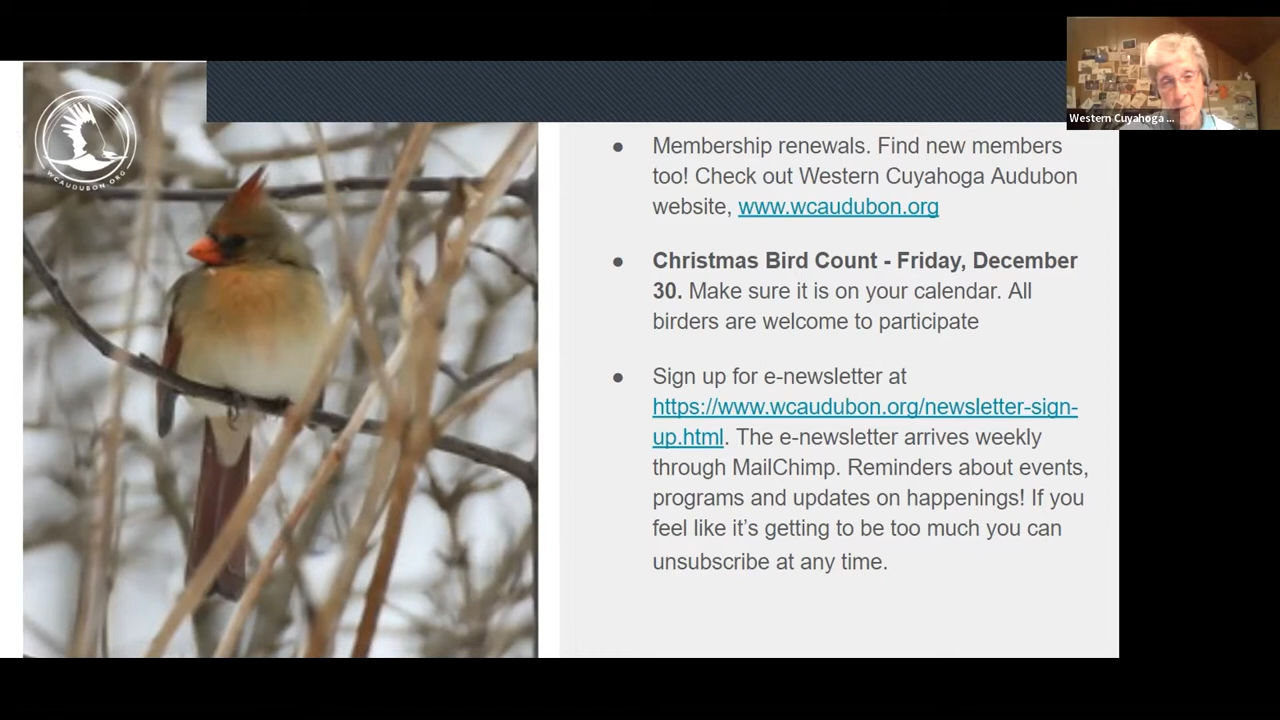 WCAUDUBON.ORG
Western Cuyahoga ...
● Membership renewals. Find new members
too! Check out Western Cuyahoga Audubon
website, www.wcaudubon.org
● Christmas Bird Count - Friday, December
30. Make sure it is on your calendar. All
birders are welcome to participate
● Sign up for e-newsletter at
https://www.wcaudubon.org/newsletter-sign-
up.html. The e-newsletter arrives weekly
through MailChimp. Reminders about events,
programs and updates on happenings! If you
feel like it’s getting to be too much you can
unsubscribe at any time.